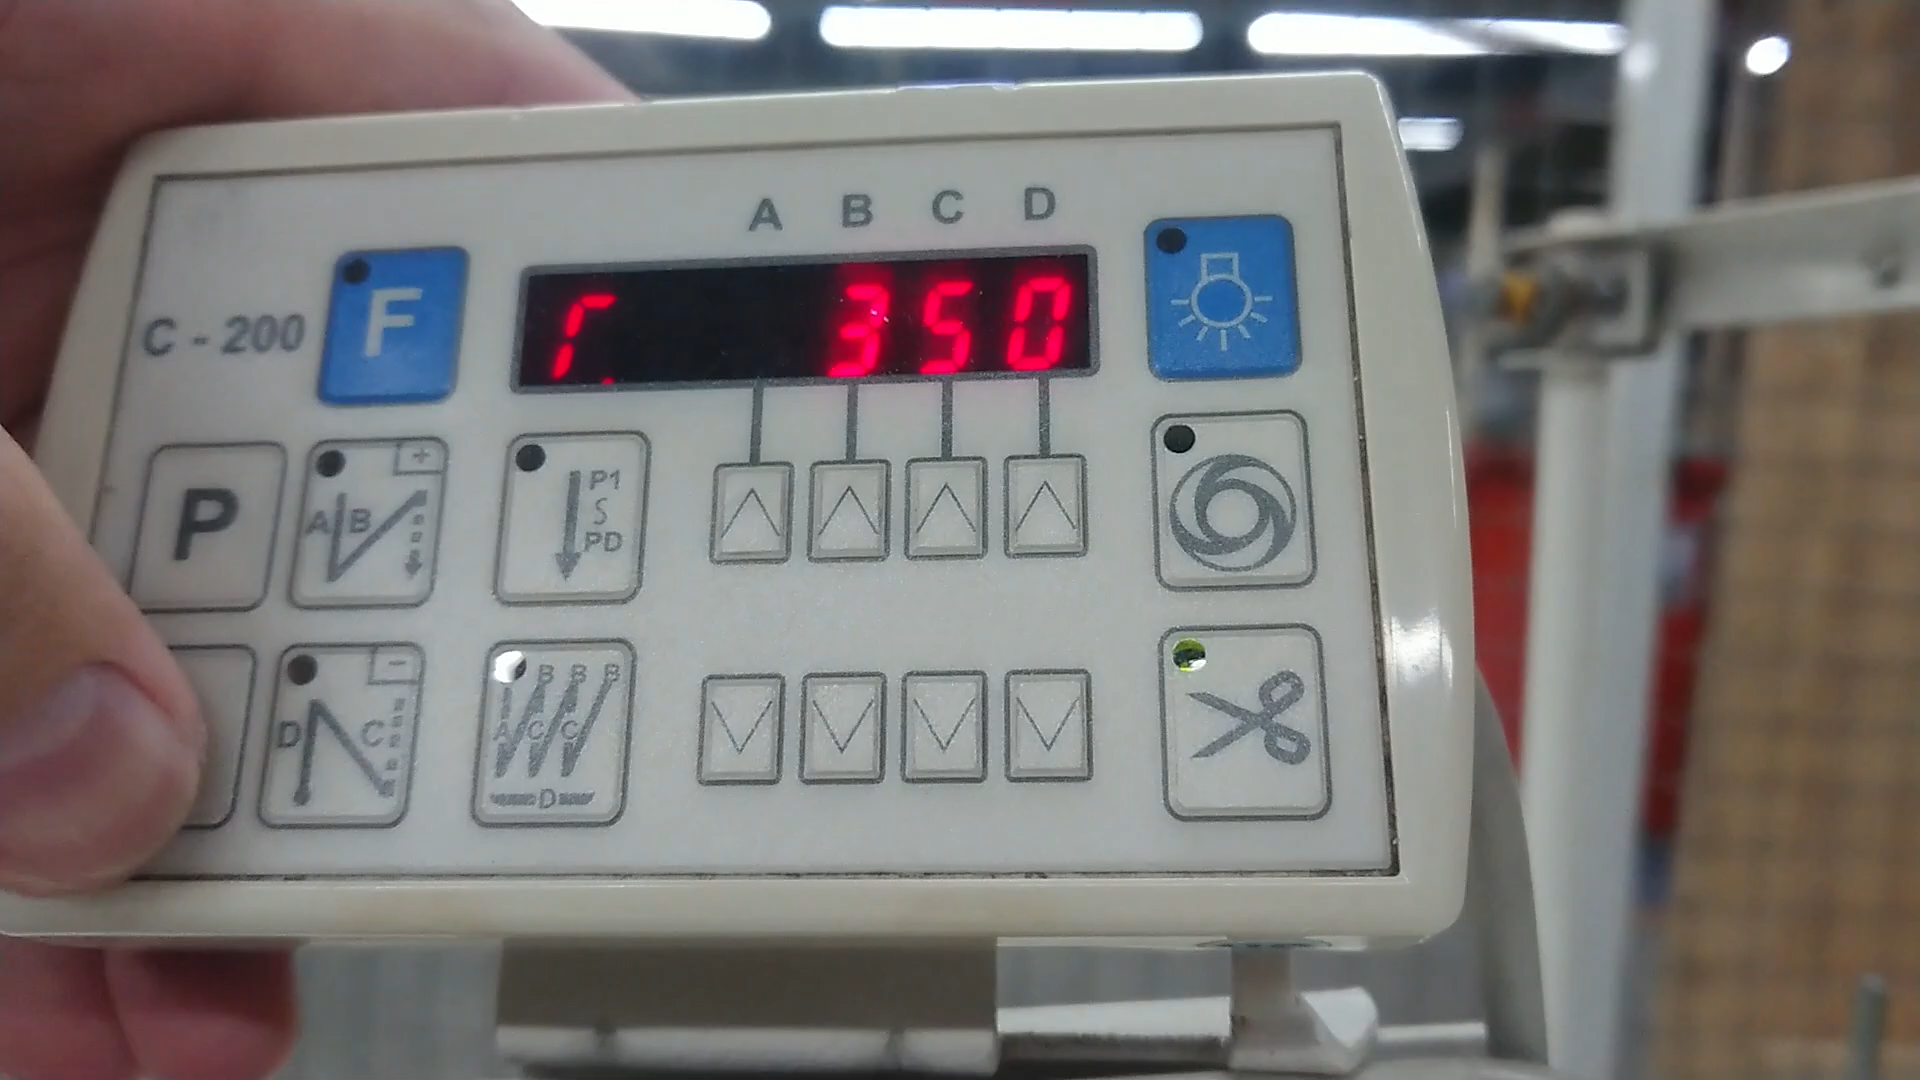 A B C D
C - 200
F
Γ. 350
P
A B +
P1
S
PD
D C -
A B C B C B
D